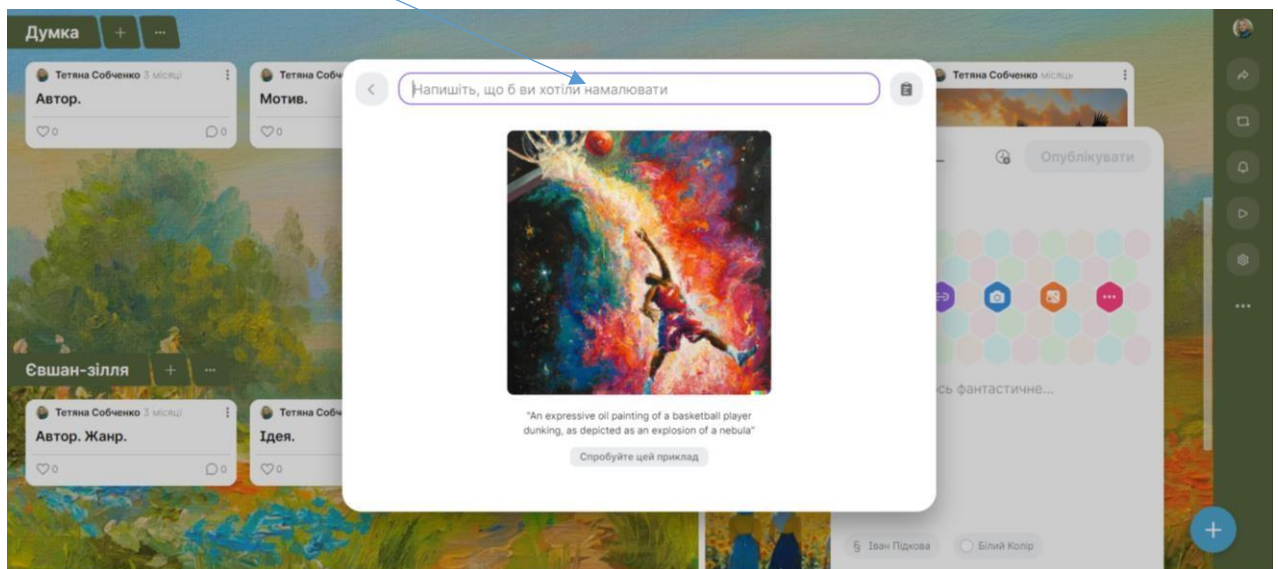 Думка + ...
Тетяна Собченко 3 місяці
Автор.
0 0
Тетяна Собч
Мотив.
0
Напишіть, що б ви хотіли намалювати
"An expressive oil painting of a basketball player
dunking, as depicted as an explosion of a nebula"
Спробуйте цей приклад
Тетяна Собченко місяць
Опублікувати
ось фантастичне...
Іван Підкова
Білий Колір
Євшан-зілля + ...
Тетяна Собченко 3 місяці
Автор. Жанр.
0 0
Тетяна Собч
Ідея.
0